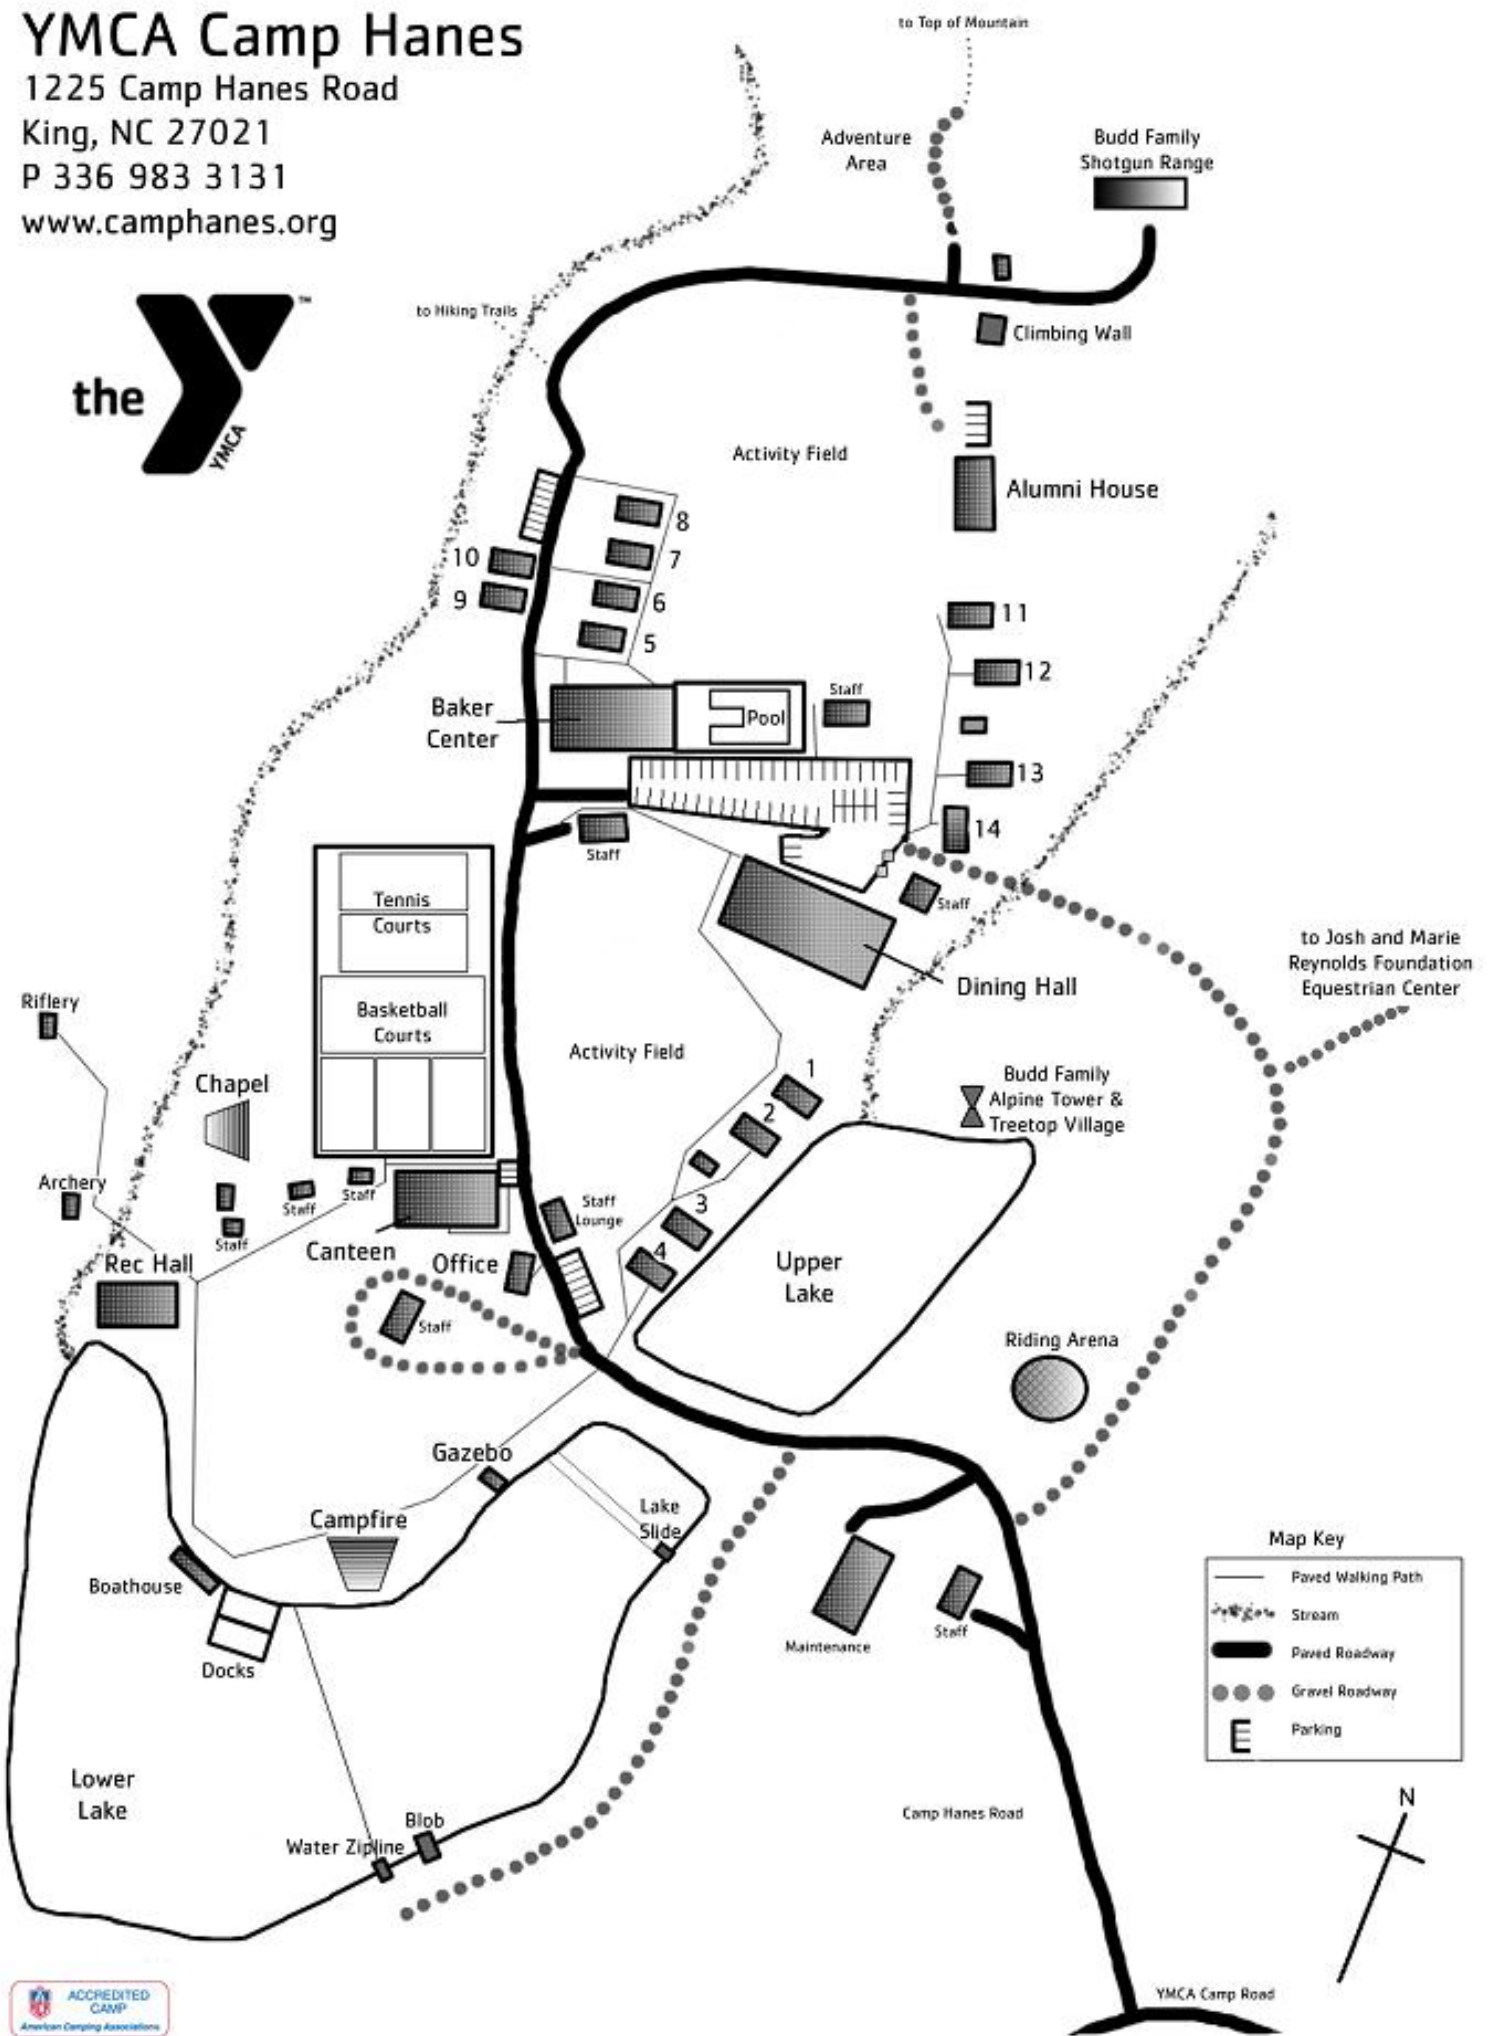 YMCA Camp Hanes
1225 Camp Hanes Road
King, NC 27021
P 336 983 3131
www.camphanes.org
the
YMCA
™
to Top of Mountain
Adventure
Area
Budd Family
Shotgun Range
to Hiking Trails
Climbing Wall
Activity Field
Alumni House
8
7
6
5
10
9
11
12
13
14
Baker
Center
Pool
Staff
Staff
Staff
Dining Hall
Tennis
Courts
Basketball
Courts
Activity Field
to Josh and Marie
Reynolds Foundation
Equestrian Center
Riflery
Chapel
Archery
Budd Family
Alpine Tower &
Treetop Village
1
2
3
4
Staff
Staff
Staff
Staff
Lounge
Canteen
Office
Rec Hall
Staff
Upper
Lake
Riding Arena
Gazebo
Campfire
Lake
Slide
Boathouse
Docks
Maintenance
Staff
Lower
Lake
Blob
Water Zipline
Camp Hanes Road
Map Key
Paved Walking Path
Stream
Paved Roadway
Gravel Roadway
Parking
N
YMCA Camp Road
ACCREDITED
CAMP
American Camping Associations